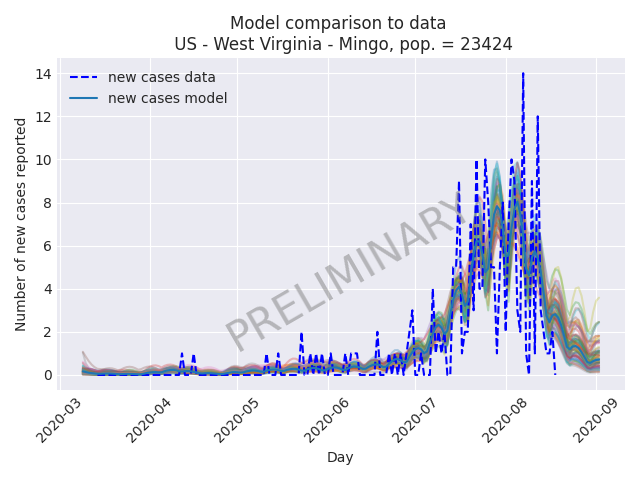 Model comparison to data
US - West Virginia - Mingo, pop. = 23424
new cases data
new cases model
PRELIMINARY
Number of new cases reported
14
12
10
8
6
4
2
0
2020-03
2020-04
2020-05
2020-06
2020-07
2020-08
2020-09
Day